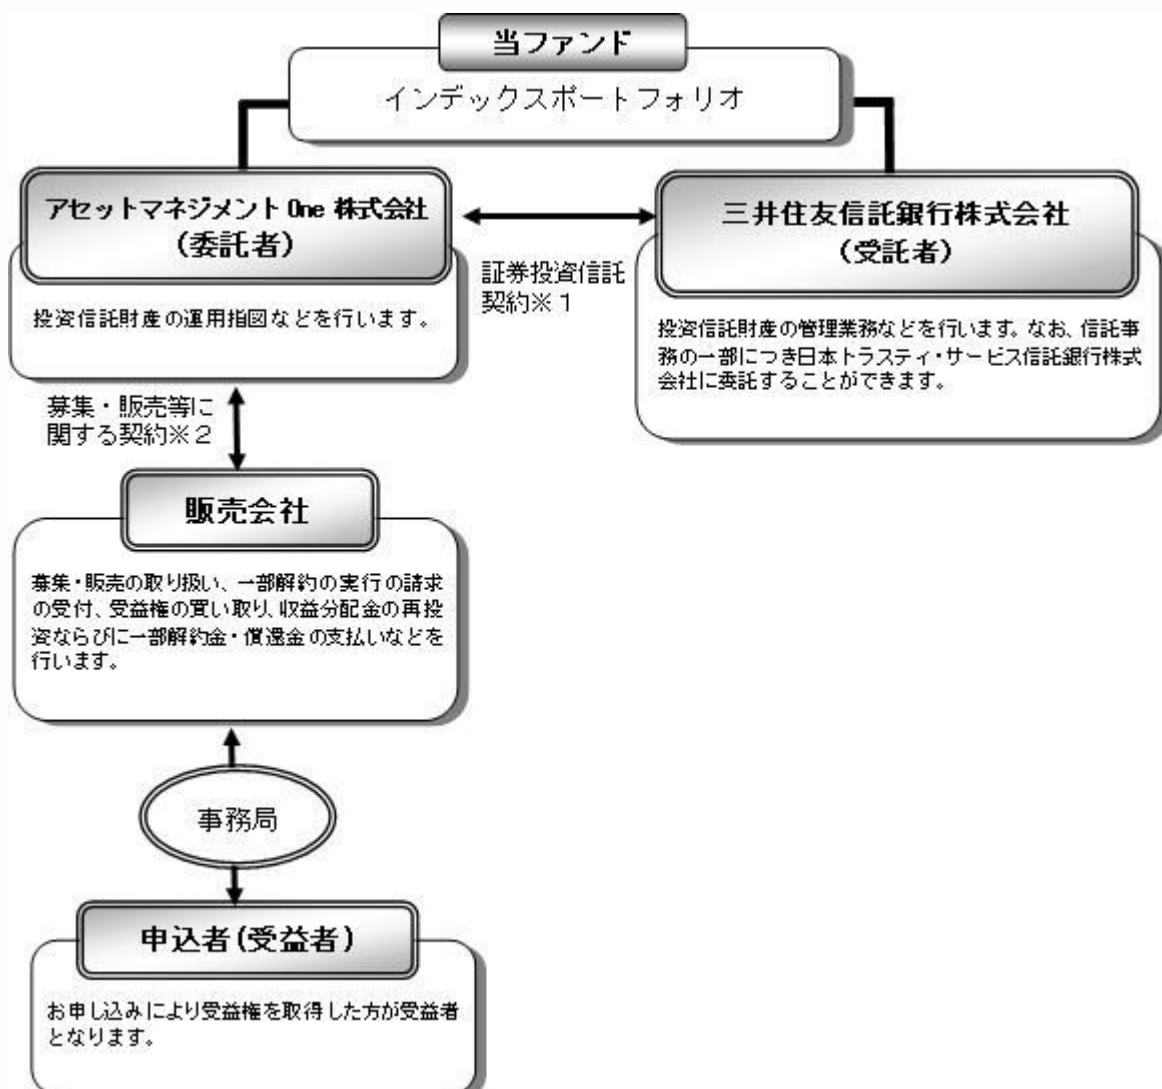 当ファンド
インデックスポートフォリオ
アセットマネジメント One 株式会社
(委託者)
投資信託財産の運用指図などを行います。
証券投資信託
契約※1
三井住友信託銀行株式会社
(受託者)
投資信託財産の管理業務などを行います。なお、信託事
務の一部につき日本トラスティ・サービス信託銀行株式
会社に委託することができます。
募集・販売等に
関する契約※2
販売会社
募集・販売の取り扱い、一部解約の実行の請求
の受付、受益権の買い取り、収益分配金の再投
資ならびに一部解約金・償還金の支払いなどを
行います。
事務局
申込者(受益者)
お申し込みにより受益権を取得した方が受益者
となります。